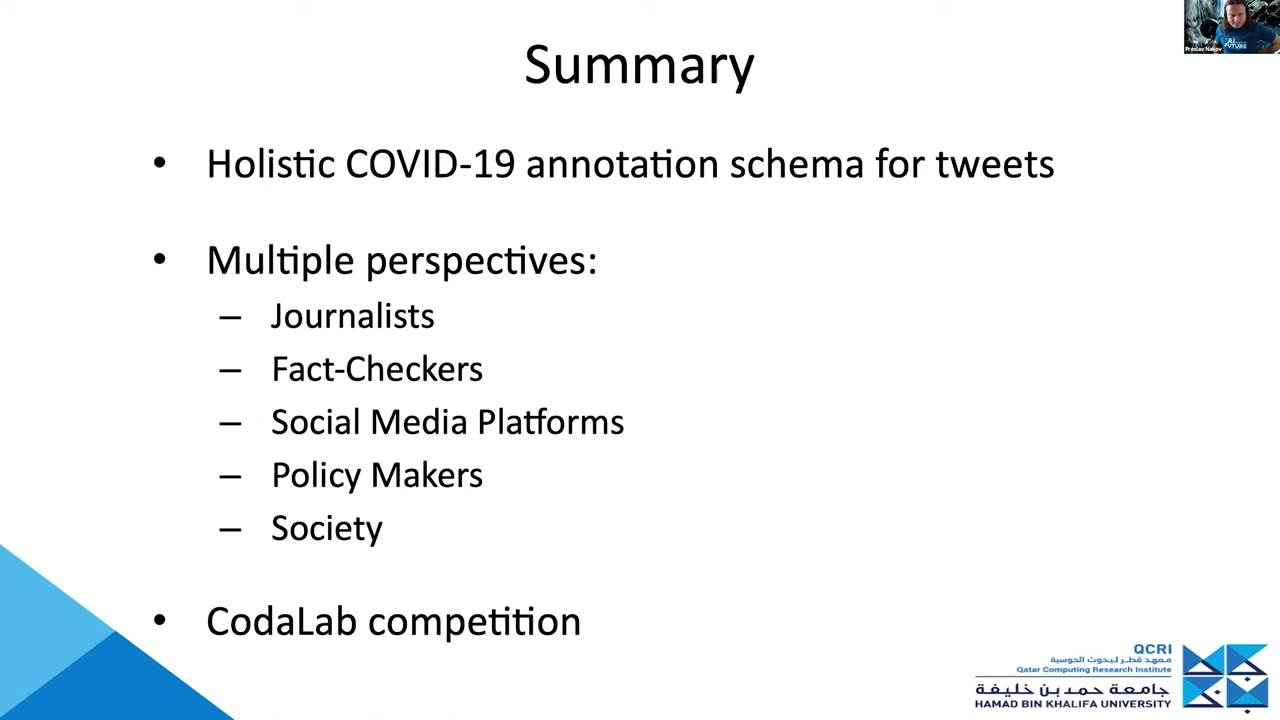 Preslav Nakov
Summary
• Holistic COVID-19 annotation schema for tweets
• Multiple perspectives:
– Journalists
– Fact-Checkers
– Social Media Platforms
– Policy Makers
– Society
• CodaLab competition
QCRI
معهد قطر لبحوث الحوسبة
Qatar Computing Research Institute
جامعة حمد بن خليفة
HAMAD BIN KHALIFA UNIVERSITY